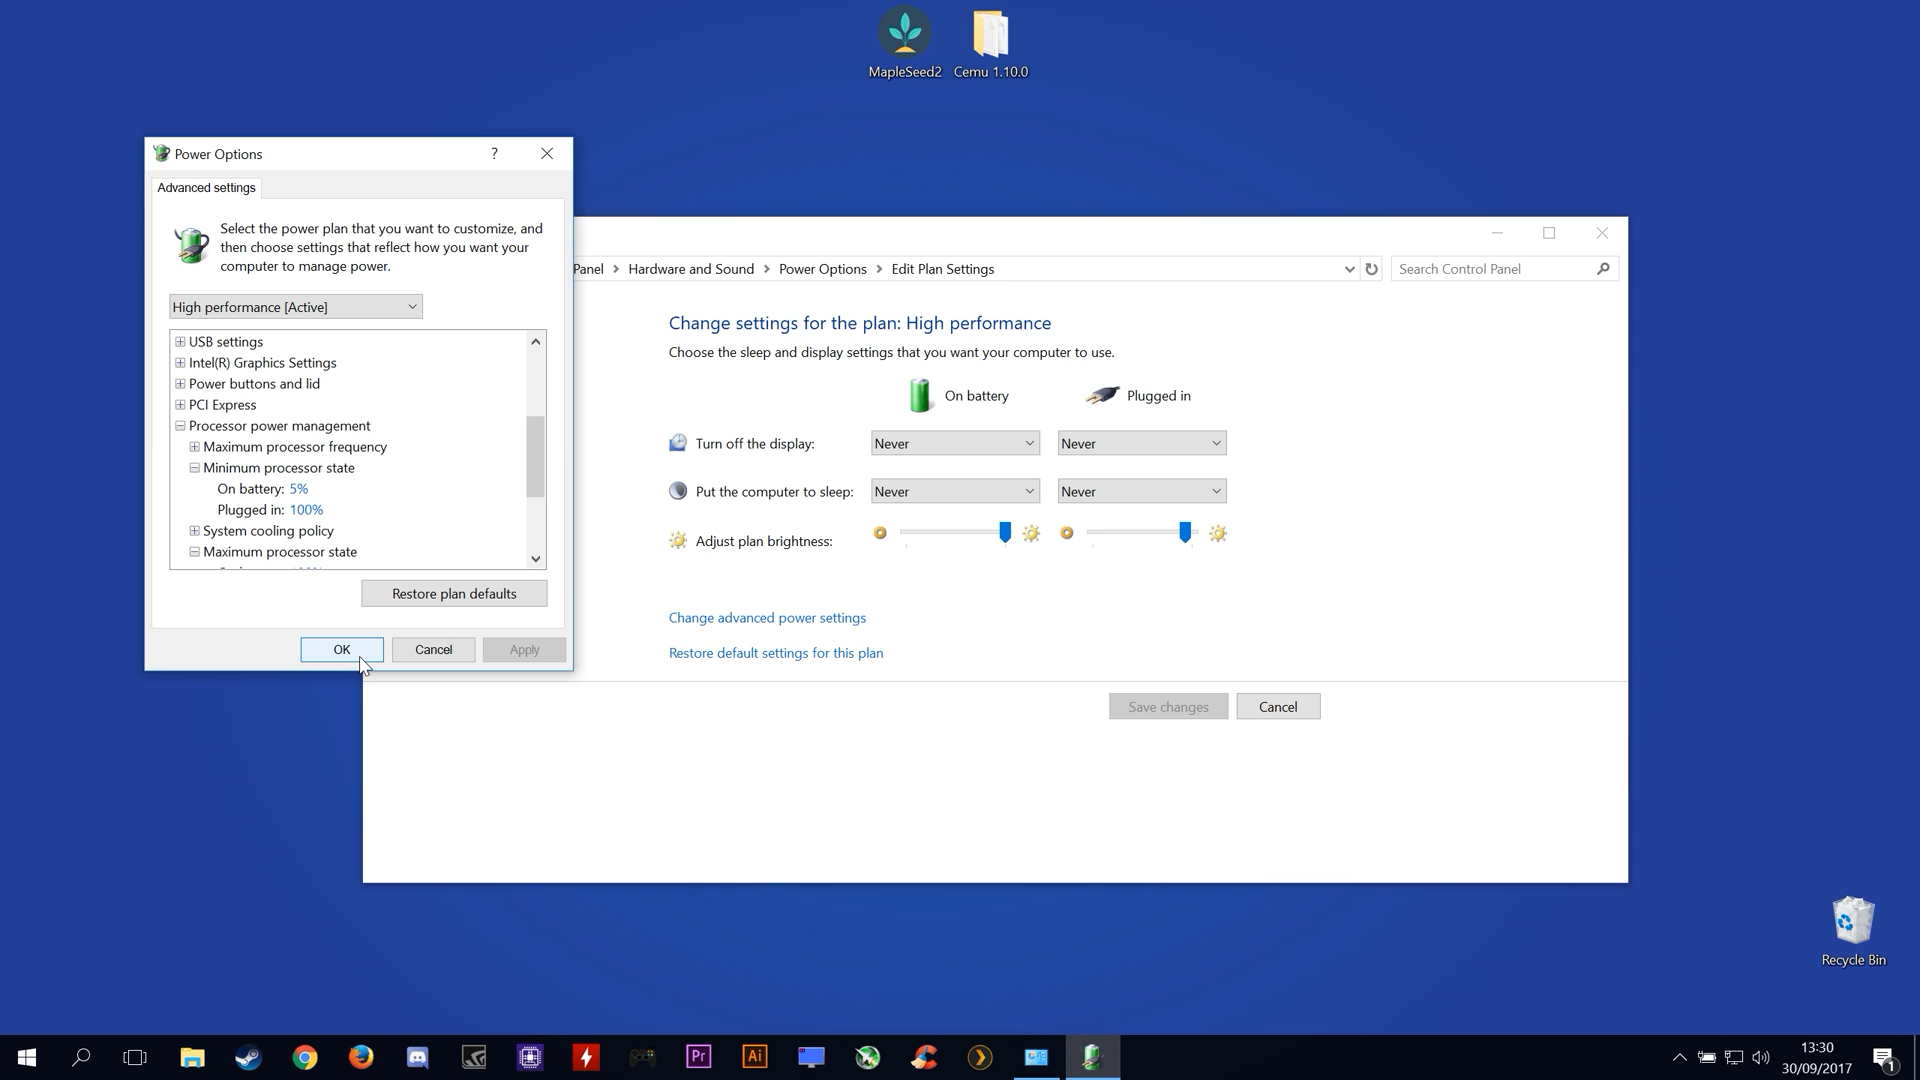 MapleSeed2
Cemu 1.10.0
Power Options
?
Advanced settings
Select the power plan that you want to customize, and
then choose settings that reflect how you want your
computer to manage power.
High performance [Active]
USB settings
Intel(R) Graphics Settings
Power buttons and lid
PCI Express
Processor power management
Maximum processor frequency
Minimum processor state
On battery: 5%
Plugged in: 100%
System cooling policy
Maximum processor state
Restore plan defaults
OK
Cancel
Apply
Panel > Hardware and Sound > Power Options > Edit Plan Settings
Search Control Panel
Change settings for the plan: High performance
Choose the sleep and display settings that you want your computer to use.
On battery
Plugged in
Turn off the display:
Never
Never
Put the computer to sleep:
Never
Never
Adjust plan brightness:
Change advanced power settings
Restore default settings for this plan
Save changes
Cancel
Recycle Bin
Pr
Ai
13:30
30/09/2017
1